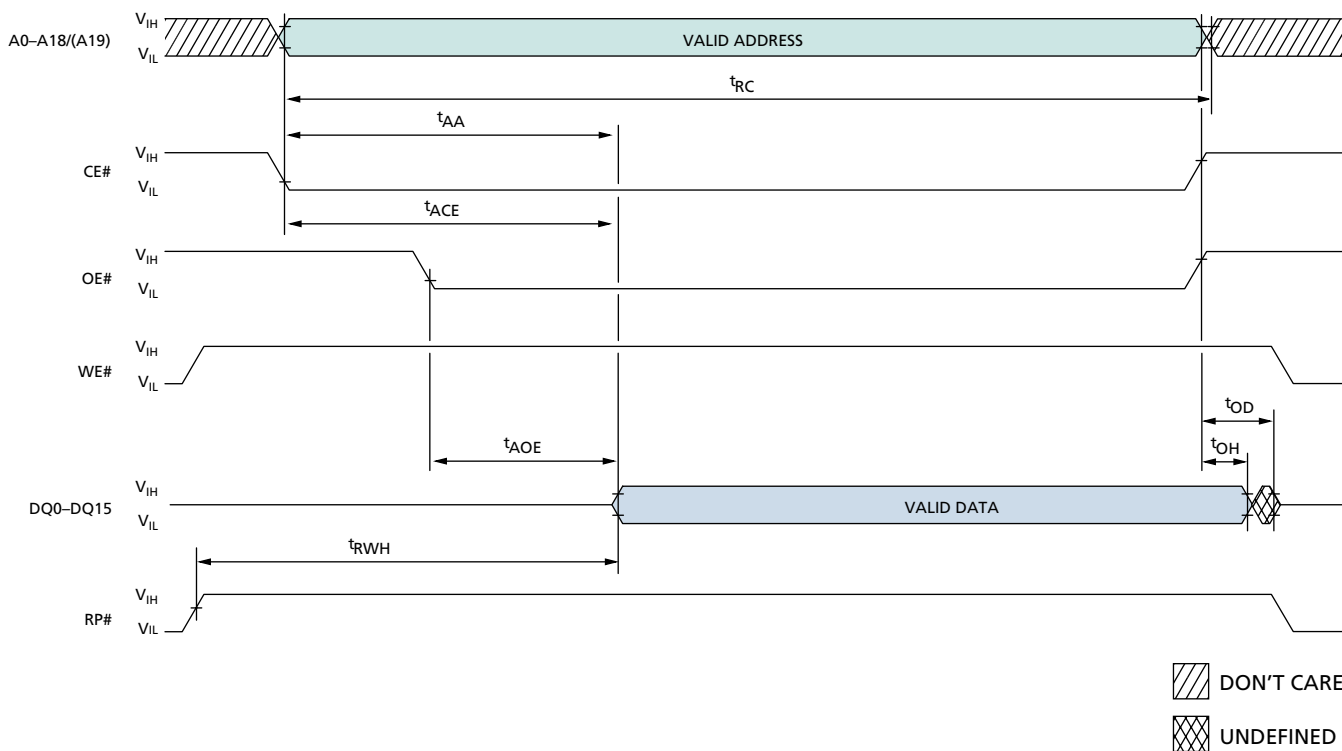 A0–A18/(A19)
VIH
VIL
VALID ADDRESS
tRC
tAA
CE#
VIH
VIL
tACE
OE#
VIH
VIL
WE#
VIH
VIL
tOD
tAOE
tOH
DQ0–DQ15
VIH
VIL
VALID DATA
tRWH
RP#
VIH
VIL
DON'T CARE
UNDEFINED